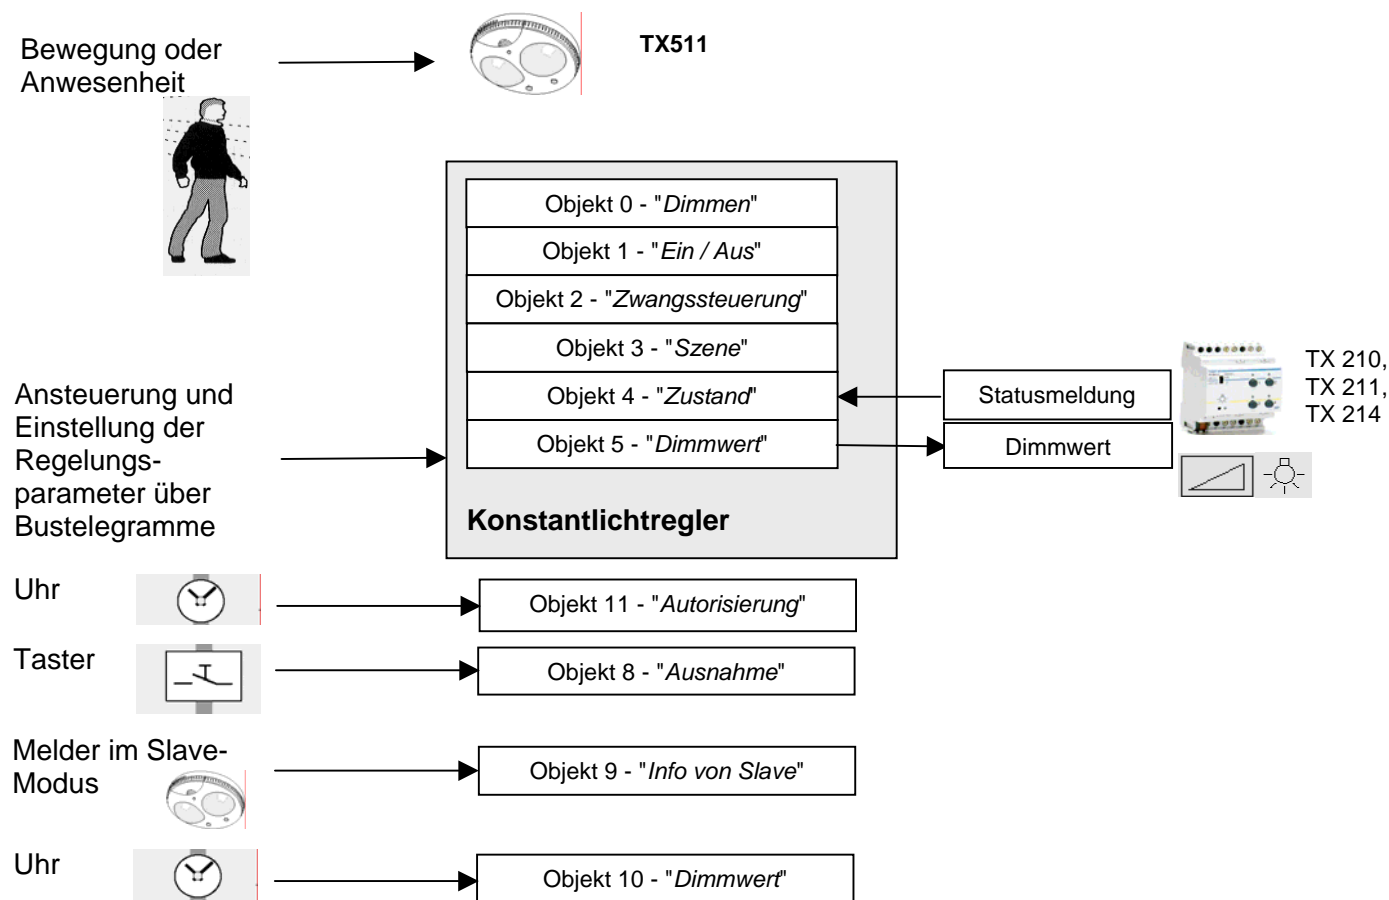 Bewegung oder
Anwesenheit
TX511
Objekt 0 - "Dimmen"
Objekt 1 - "Ein / Aus"
Objekt 2 - "Zwangssteuerung"
Objekt 3 - "Szene"
Objekt 4 - "Zustand"
Objekt 5 - "Dimmwert"
Konstantlichtregler
Statusmeldung
Dimmwert
TX 210,
TX 211,
TX 214
Ansteuerung und
Einstellung der
Regelungs-
parameter über
Bustelegramme
Uhr
Objekt 11 - "Autorisierung"
Taster
Objekt 8 - "Ausnahme"
Melder im Slave-
Modus
Objekt 9 - "Info von Slave"
Uhr
Objekt 10 - "Dimmwert"